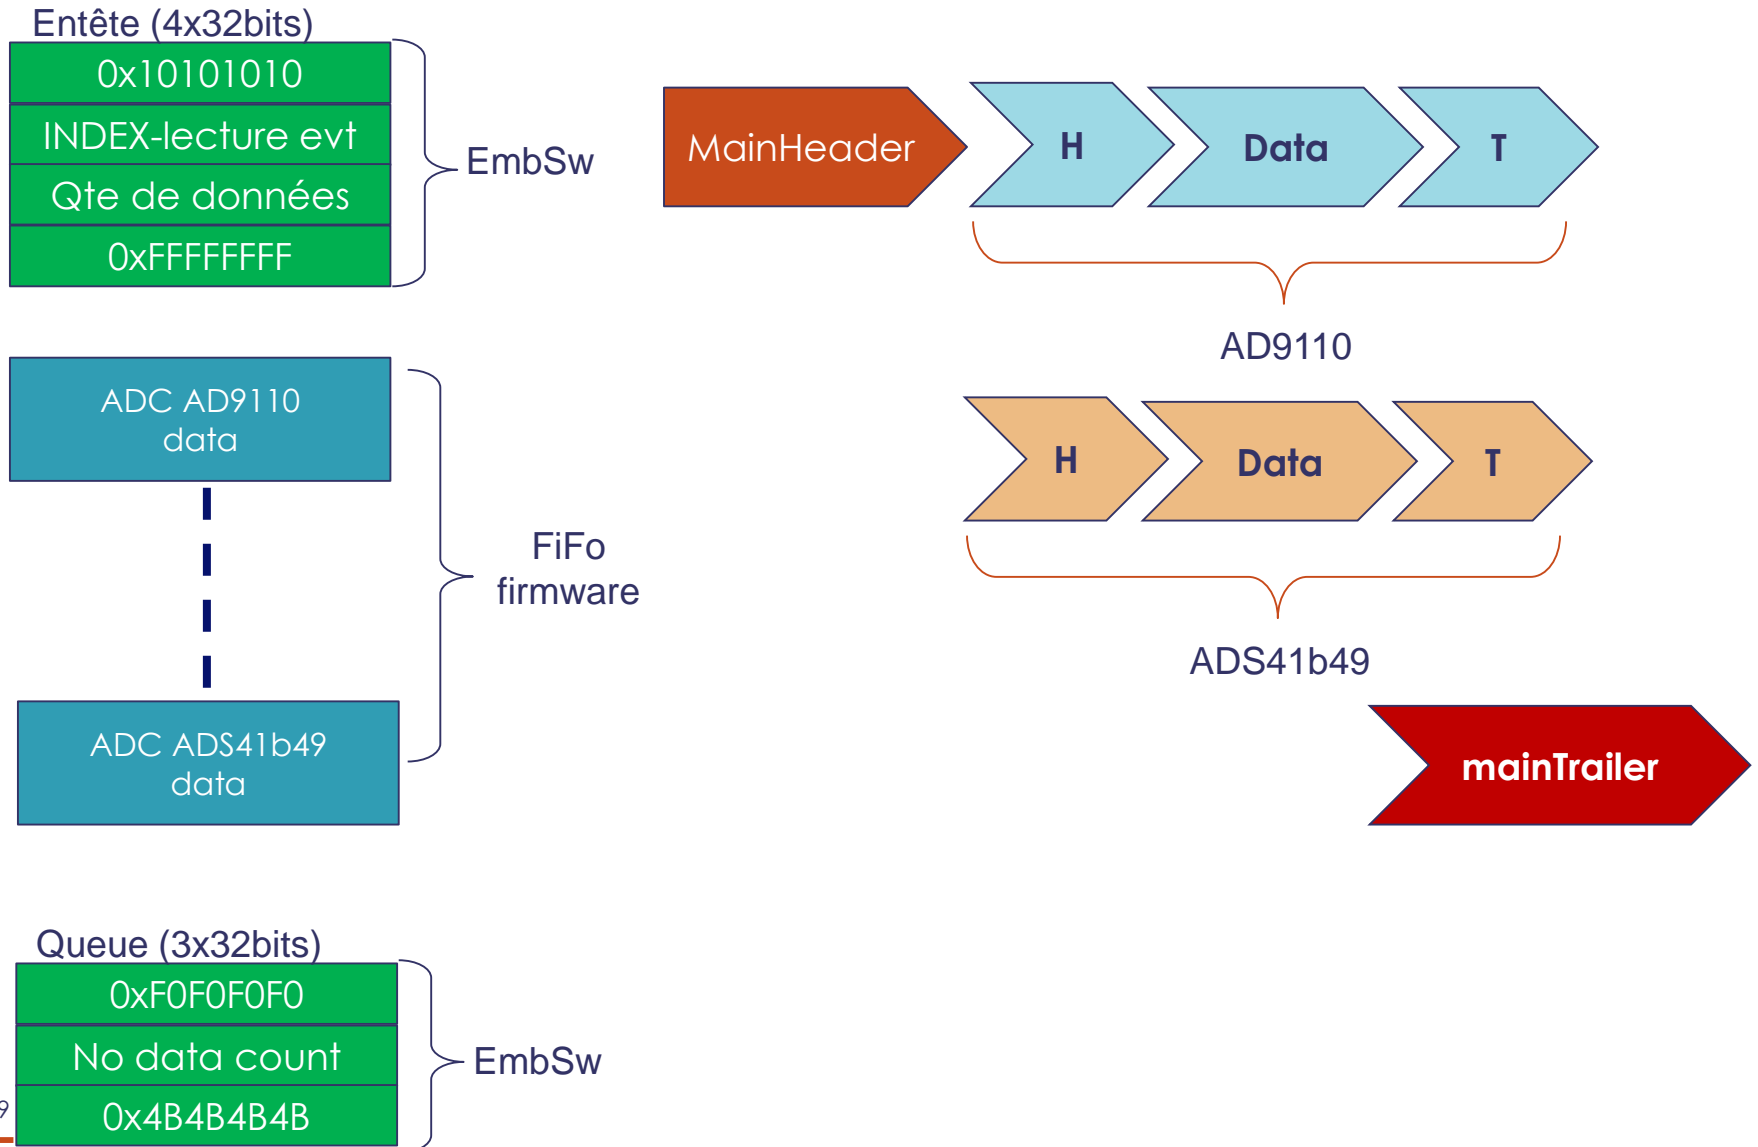 Entête (4x32bits)
0x10101010
INDEX-lecture evt
Qte de données
0xFFFFFFFF
EmbSw
MainHeader
H
Data
T
AD9110
ADC AD9110
data
FiFo
firmware
H
Data
T
ADS41b49
ADC ADS41b49
data
mainTrailer
Queue (3x32bits)
0xF0F0F0F0
No data count
0x4B4B4B4B
EmbSw
9